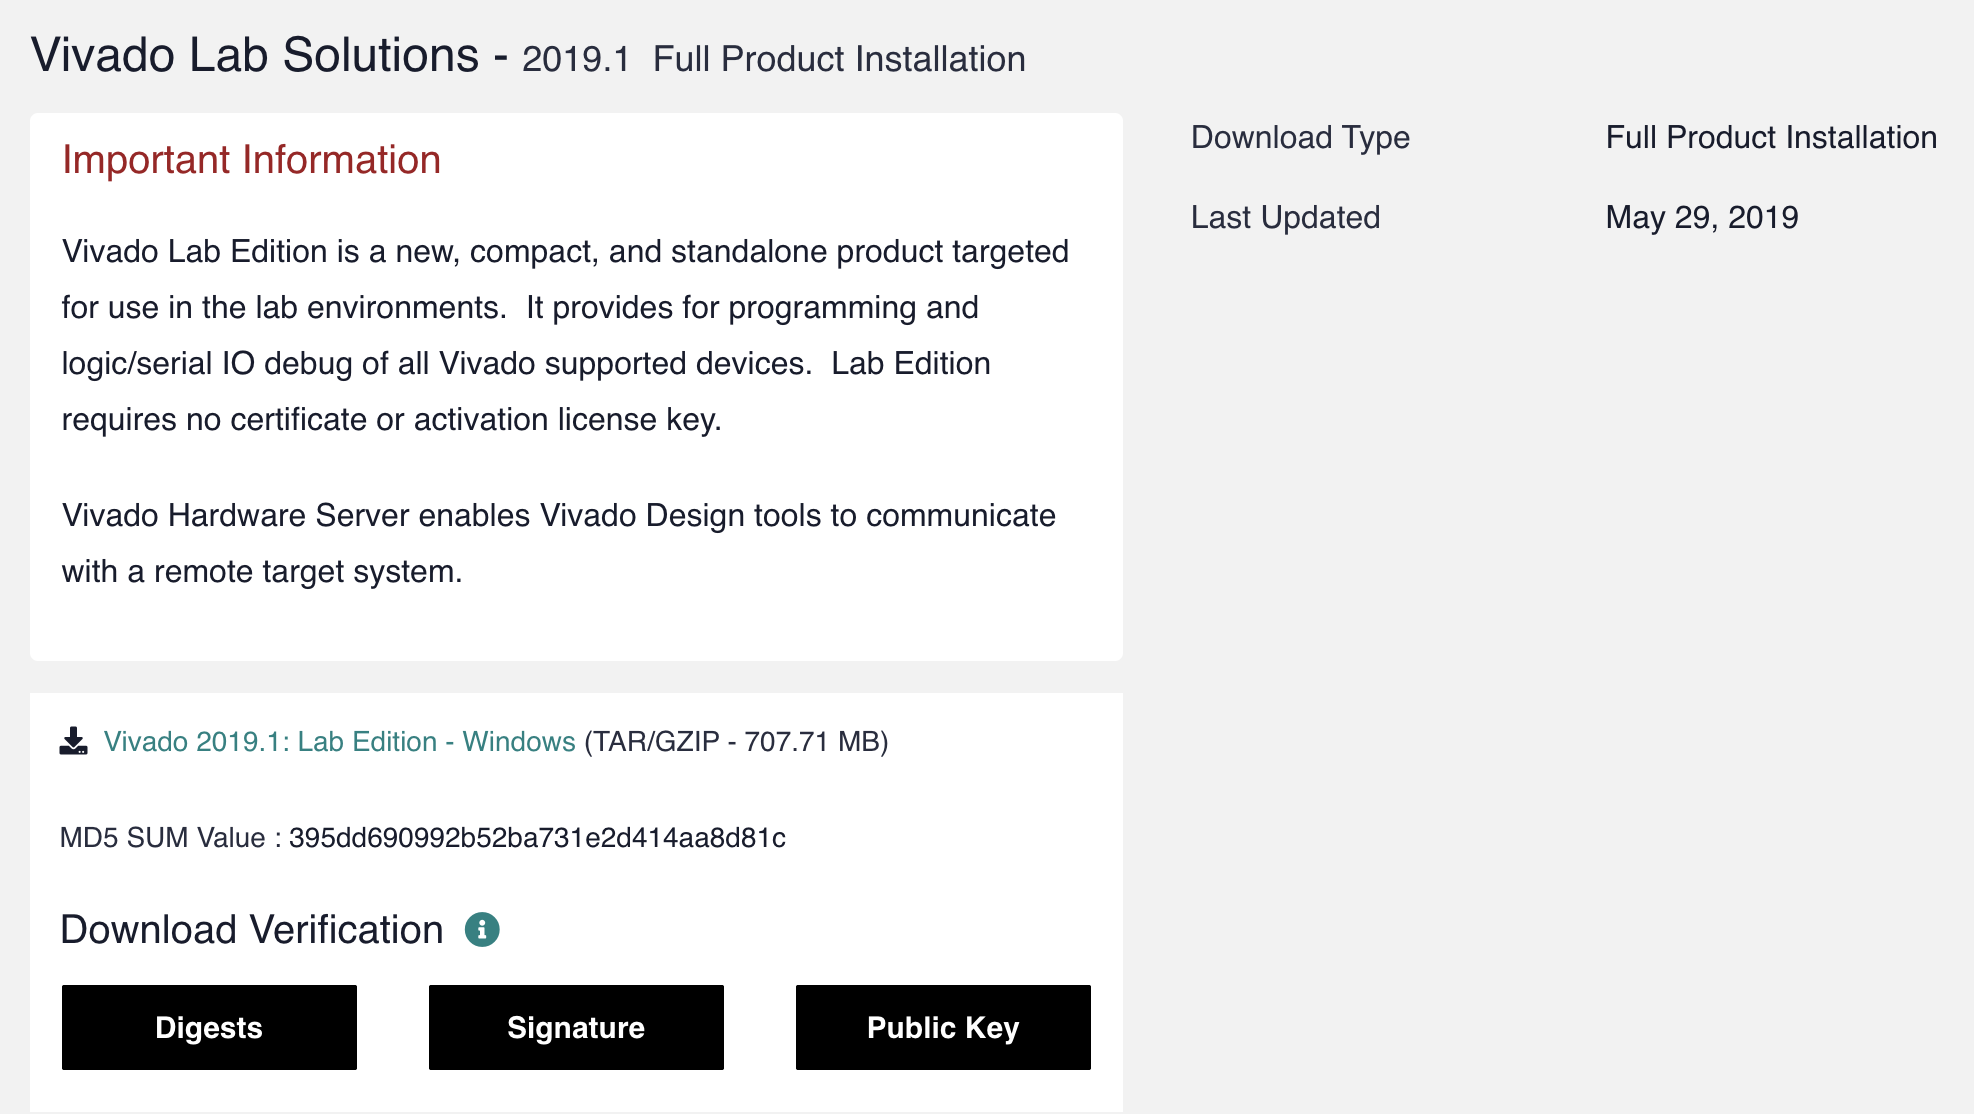 Vivado Lab Solutions - 2019.1 Full Product Installation
Important Information
Vivado Lab Edition is a new, compact, and standalone product targeted
for use in the lab environments. It provides for programming and
logic/serial IO debug of all Vivado supported devices. Lab Edition
requires no certificate or activation license key.
Vivado Hardware Server enables Vivado Design tools to communicate
with a remote target system.
Download Type Full Product Installation
Last Updated May 29, 2019
Vivado 2019.1: Lab Edition - Windows (TAR/GZIP - 707.71 MB)
MD5 SUM Value : 395dd690992b52ba731e2d414aa8d81c
Download Verification
Digests Signature Public Key